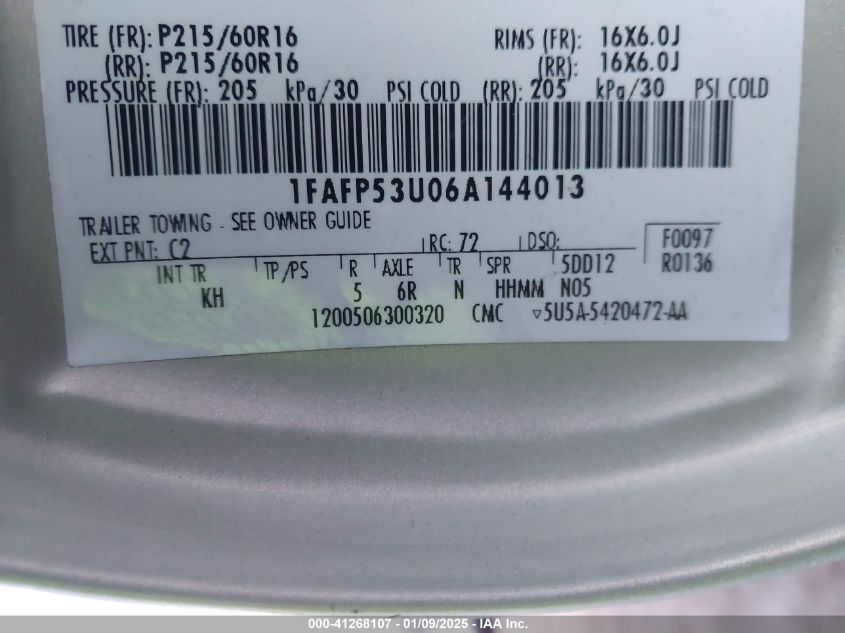 TIRE (FR): P215/60R16 RIMS (FR): 16X6.0J
(RR): P215/60R16 (RR): 16X6.0J
PRESSURE (FR): 205 kPa/30 PSI COLD (RR): 205 kPa/30 PSI COLD
1FAFP53U06A144013
TRAILER TOWING - SEE OWNER GUIDE
EXT PNT: C2 RC: 72 DSO: F0097
INT TR TP/PS R AXLE TR SPR 5DD12 R0136
KH 5 6R N HHMM N05
1200506300320 CMC ▿5U5A-5420472-AA
000-41268107 - 01/09/2025 - IAA Inc.